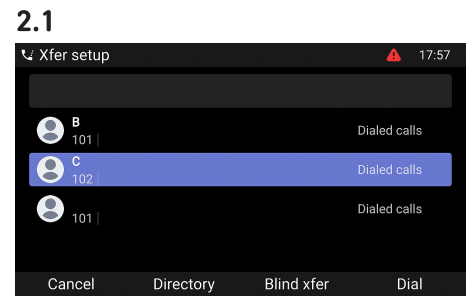 2.1
Xfer setup 17:57
B
101 Dialed calls
C
102 Dialed calls
101 Dialed calls
Cancel Directory Blind xfer Dial